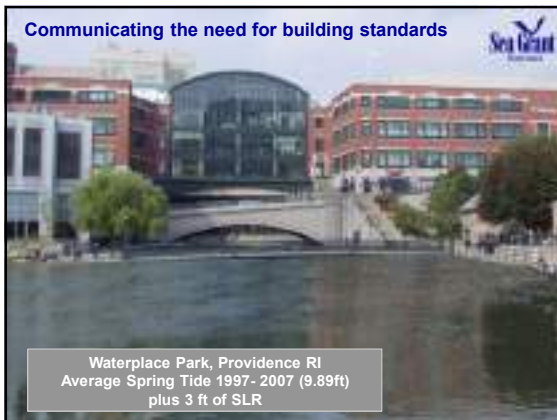 Communicating the need for building standards
Sea Grant
Waterplace Park, Providence RI
Average Spring Tide 1997- 2007 (9.89ft)
plus 3 ft of SLR